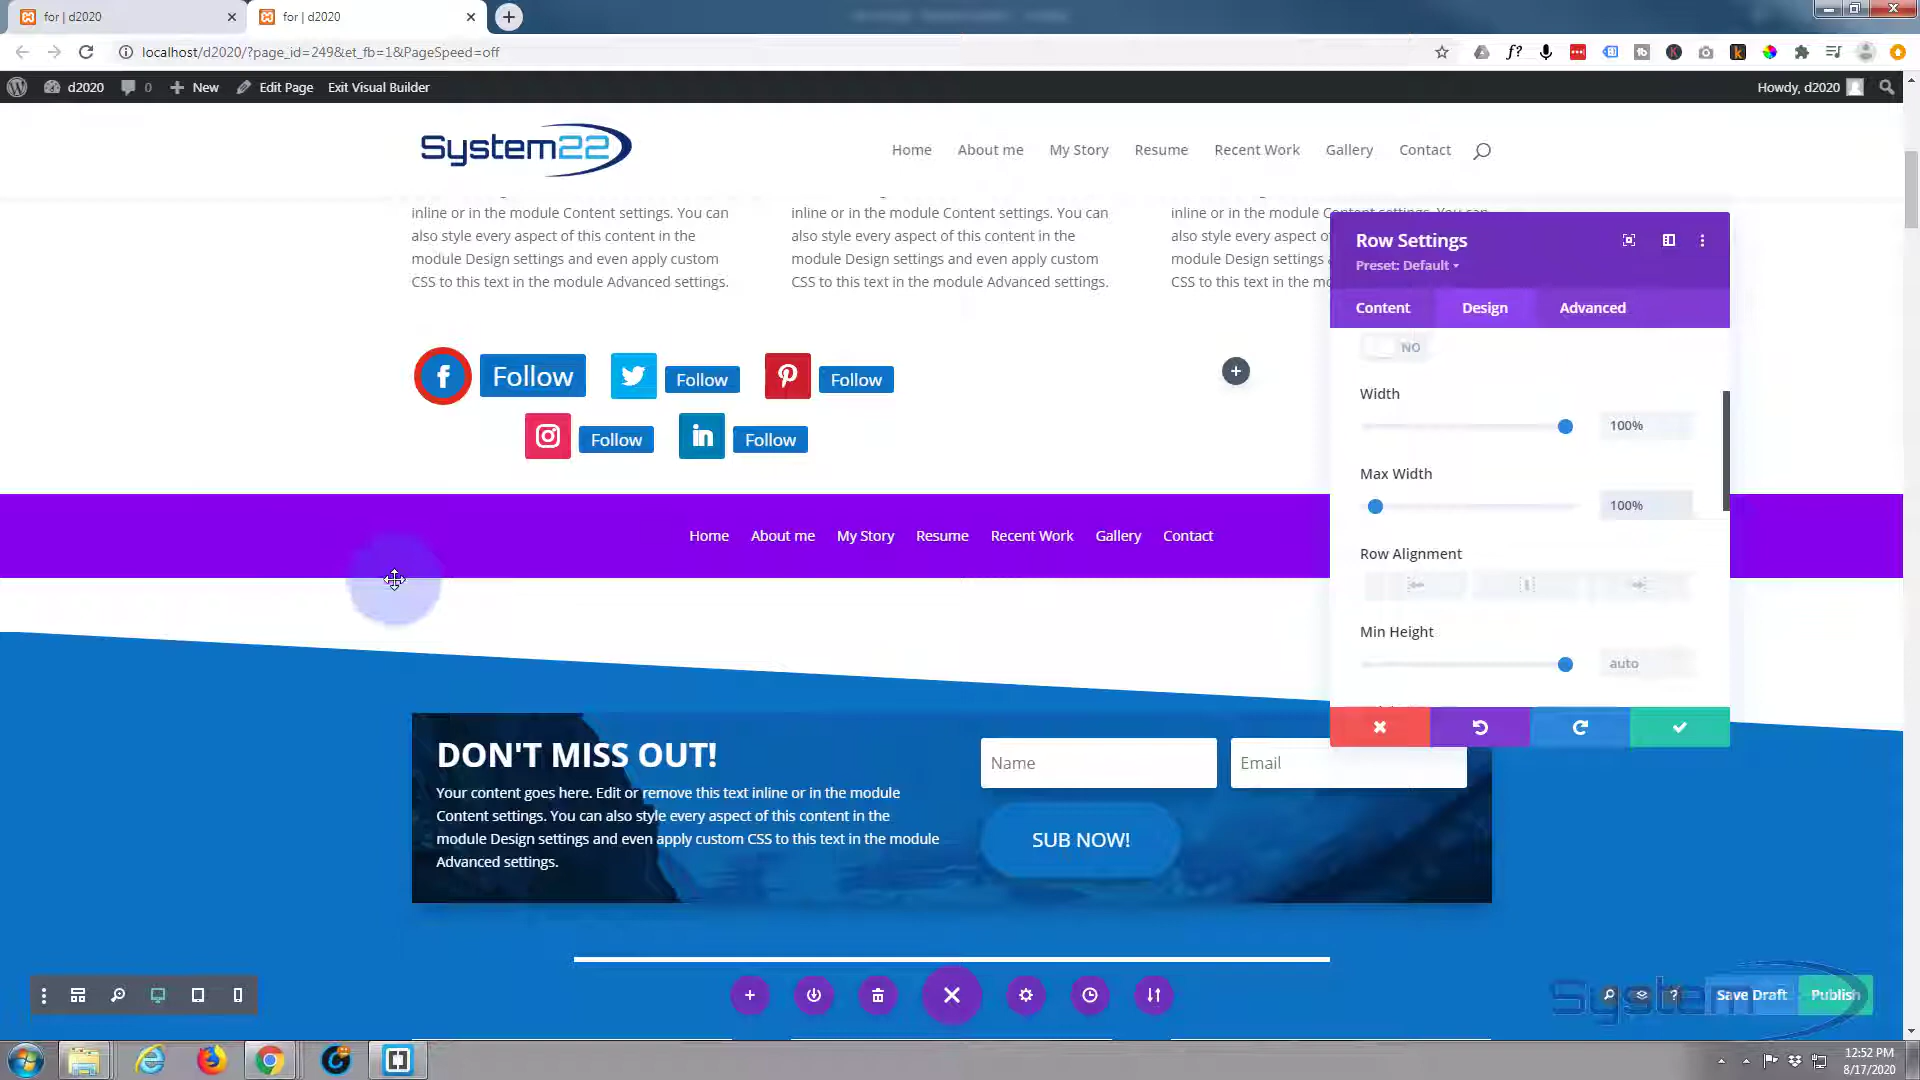 for | d2020
for | d2020
localhost/d2020/?page_id=249&et_fb=1&PageSpeed=off
d2020
0
New
Edit Page
Exit Visual Builder
Howdy, d2020
System22
Home
About me
My Story
Resume
Recent Work
Gallery
Contact
inline or in the module Content settings. You can
also style every aspect of this content in the
module Design settings and even apply custom
CSS to this text in the module Advanced settings.
inline or in the module Content settings. You can
also style every aspect of this content in the
module Design settings and even apply custom
CSS to this text in the module Advanced settings.
inline or in the module Content settings. You can
also style every aspect of this
module Design settings
CSS to this text in the
Row Settings
Preset: Default
Content
Design
Advanced
NO
Width
100%
Max Width
100%
Row Alignment
Min Height
auto
Follow
Follow
Follow
Follow
Follow
Home
About me
My Story
Resume
Recent Work
Gallery
Contact
DON'T MISS OUT!
Your content goes here. Edit or remove this text inline or in the module
Content settings. You can also style every aspect of this content in the
module Design settings and even apply custom CSS to this text in the module
Advanced settings.
Name
Email
SUB NOW!
Save Draft
Publish
12:52 PM
8/17/2020